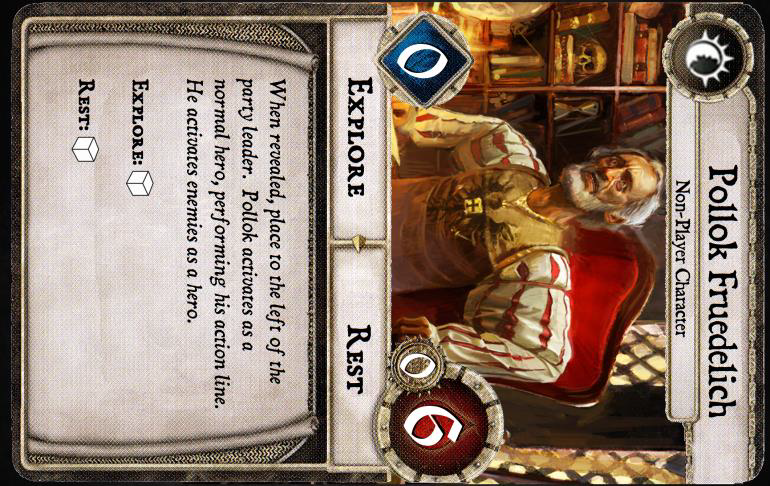 Pollok Fruedelich
Non-Player Character
0
0
6
EXPLORE REST
When revealed, place to the left of the
party leader. Pollok activates as a
normal hero, performing his action line.
He activates enemies as a hero.
EXPLORE:
REST: